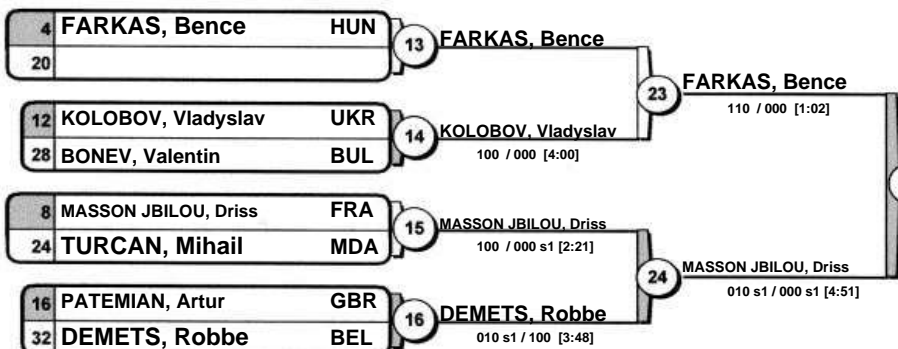 4 FARKAS, Bence HUN
20
13 FARKAS, Bence
12 KOLOBOV, Vladyslav UKR
28 BONEV, Valentin BUL
14 KOLOBOV, Vladyslav
100 / 000 [4:00]
23 FARKAS, Bence
110 / 000 [1:02]
8 MASSON JBILOU, Driss FRA
24 TURCAN, Mihail MDA
15 MASSON JBILOU, Driss
100 / 000 s1 [2:21]
16 PATEMIAN, Artur GBR
32 DEMETS, Robbe BEL
16 DEMETS, Robbe
010 s1 / 100 [3:48]
24 MASSON JBILOU, Driss
010 s1 / 000 s1 [4:51]